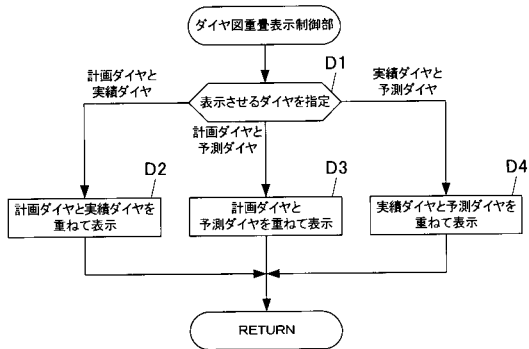 ダイヤ図重畳表示制御部
D1
計画ダイヤと
実績ダイヤ
表示させるダイヤを指定
実績ダイヤと
予測ダイヤ
計画ダイヤと
予測ダイヤ
D2
計画ダイヤと実績ダイヤを
重ねて表示
D3
計画ダイヤと
予測ダイヤを重ねて表示
D4
実績ダイヤと予測ダイヤを
重ねて表示
RETURN